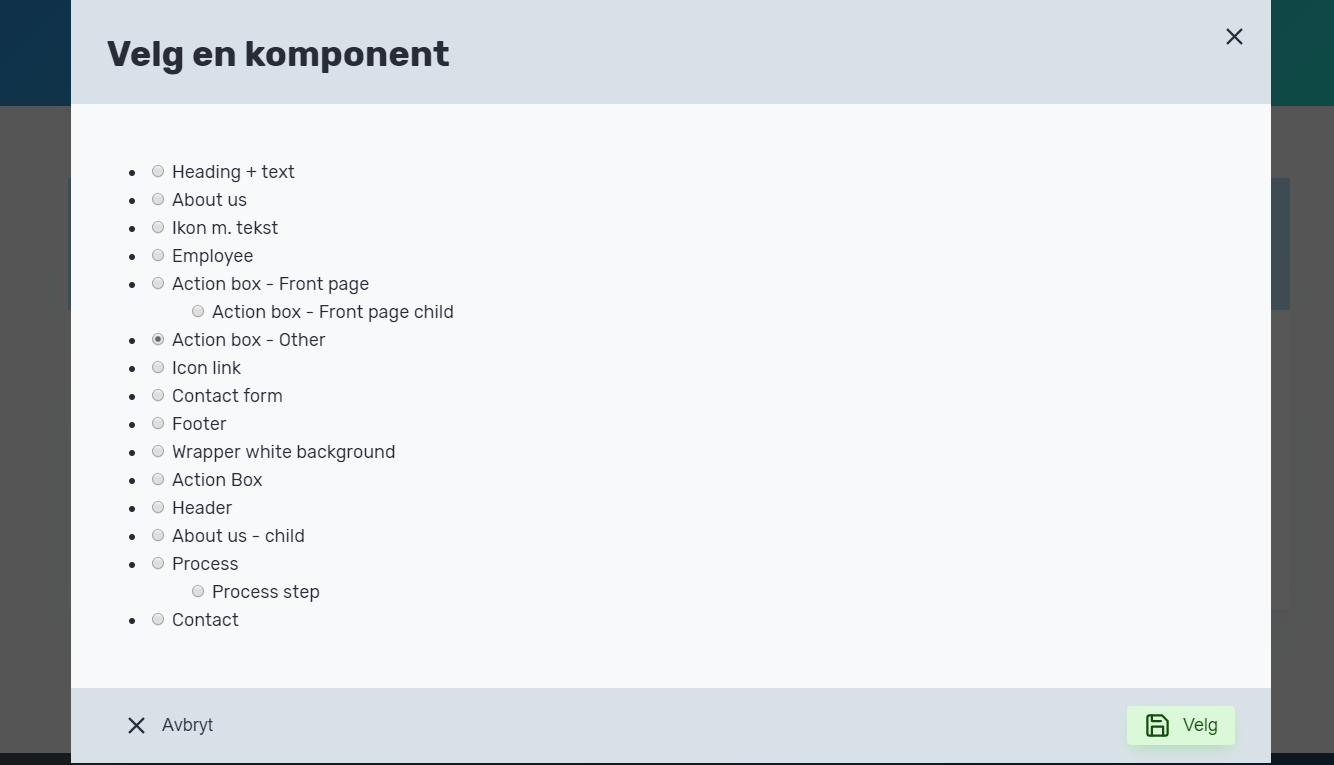 Velg en komponent
Heading + text
About us
Ikon m. tekst
Employee
Action box - Front page
Action box - Front page child
Action box - Other
Icon link
Contact form
Footer
Wrapper white background
Action Box
Header
About us - child
Process
Process step
Contact
Avbryt
Velg